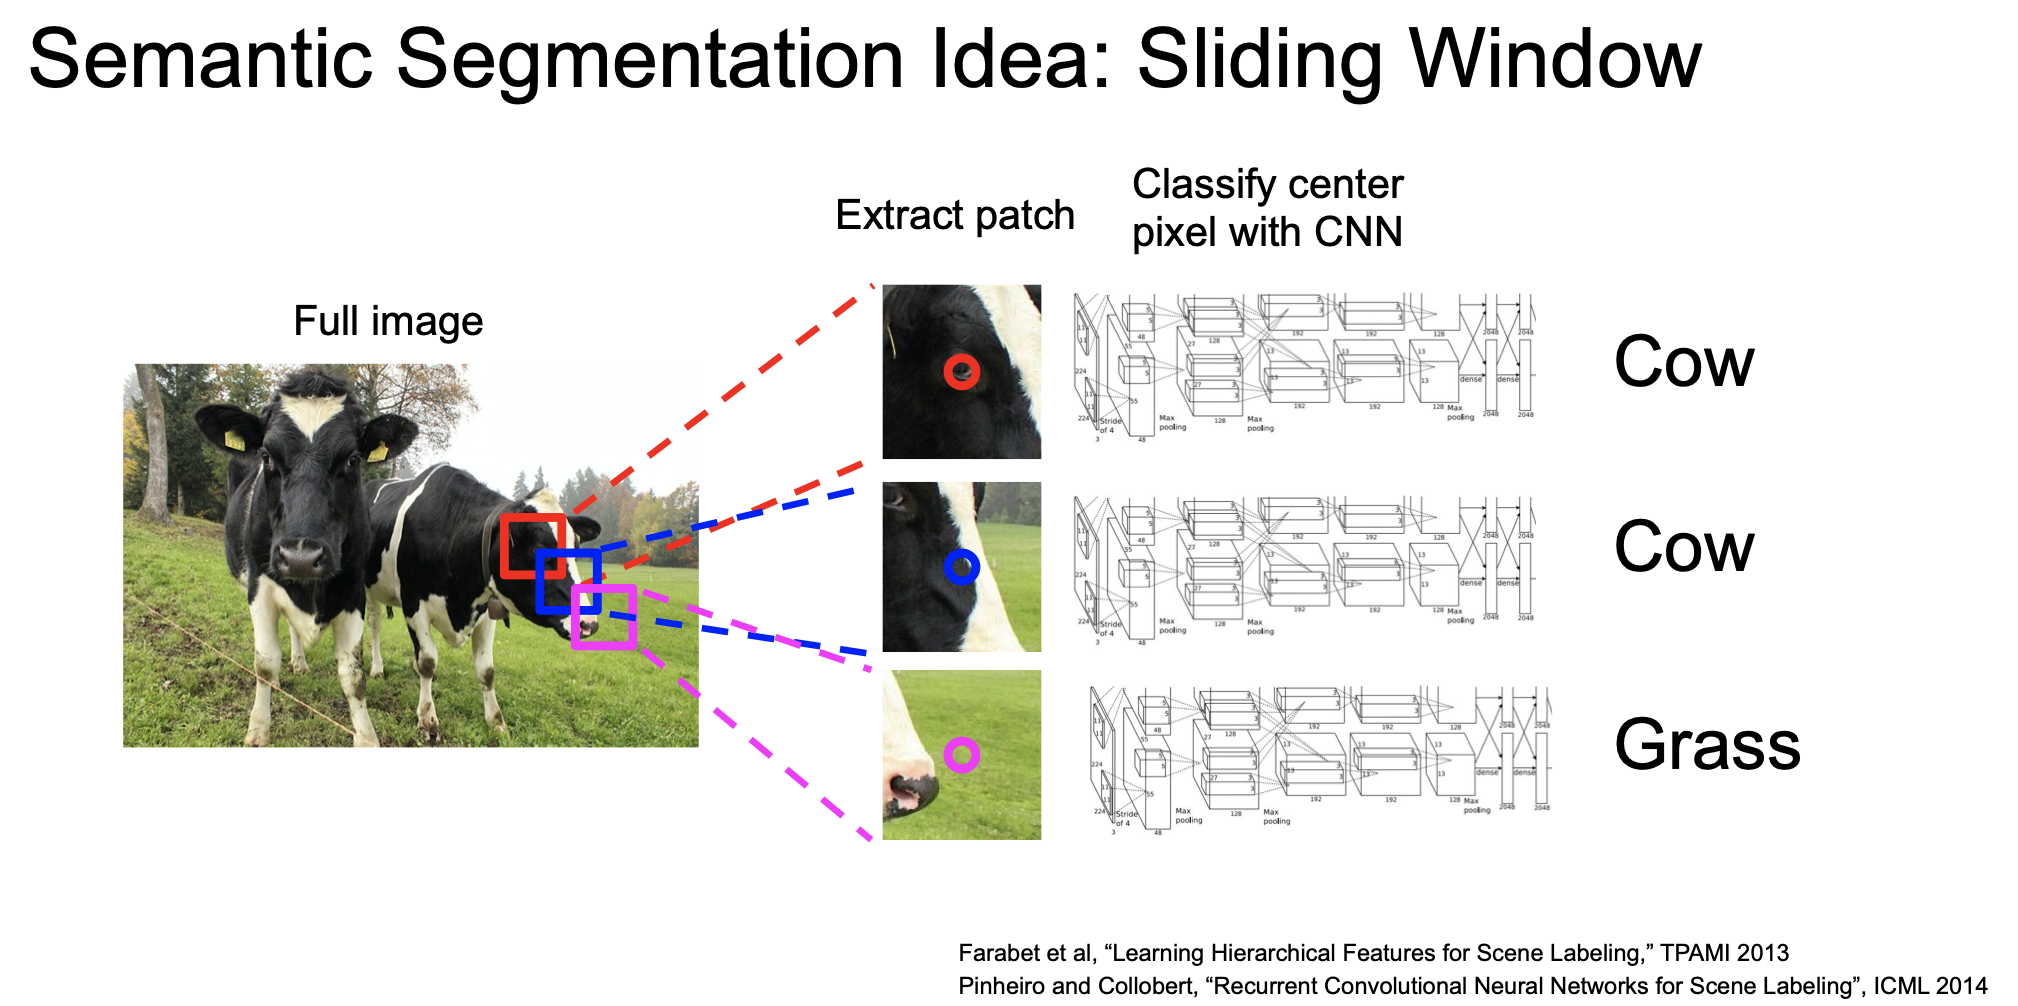 Semantic Segmentation Idea: Sliding Window
Full image
Extract patch
Classify center
pixel with CNN
Cow
Cow
Grass
Farabet et al, “Learning Hierarchical Features for Scene Labeling,” TPAMI 2013
Pinheiro and Collobert, “Recurrent Convolutional Neural Networks for Scene Labeling”, ICML 2014